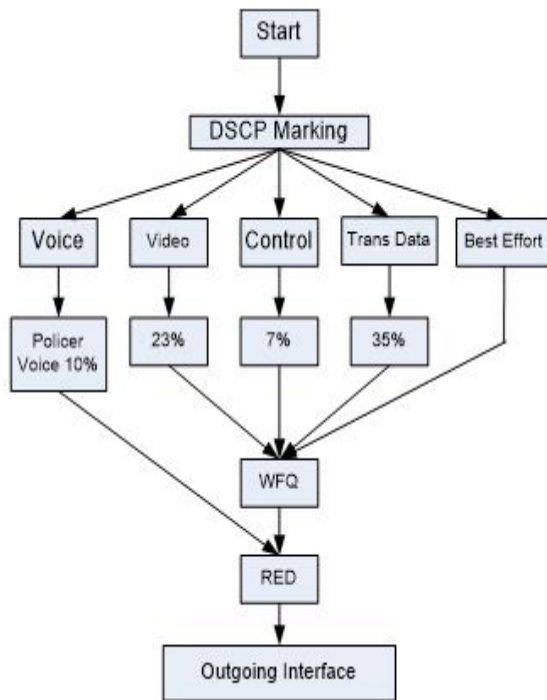 Start
DSCP Marking
Voice
Video
Control
Trans Data
Best Effort
Policer
Voice 10%
23%
7%
35%
WFQ
RED
Outgoing Interface